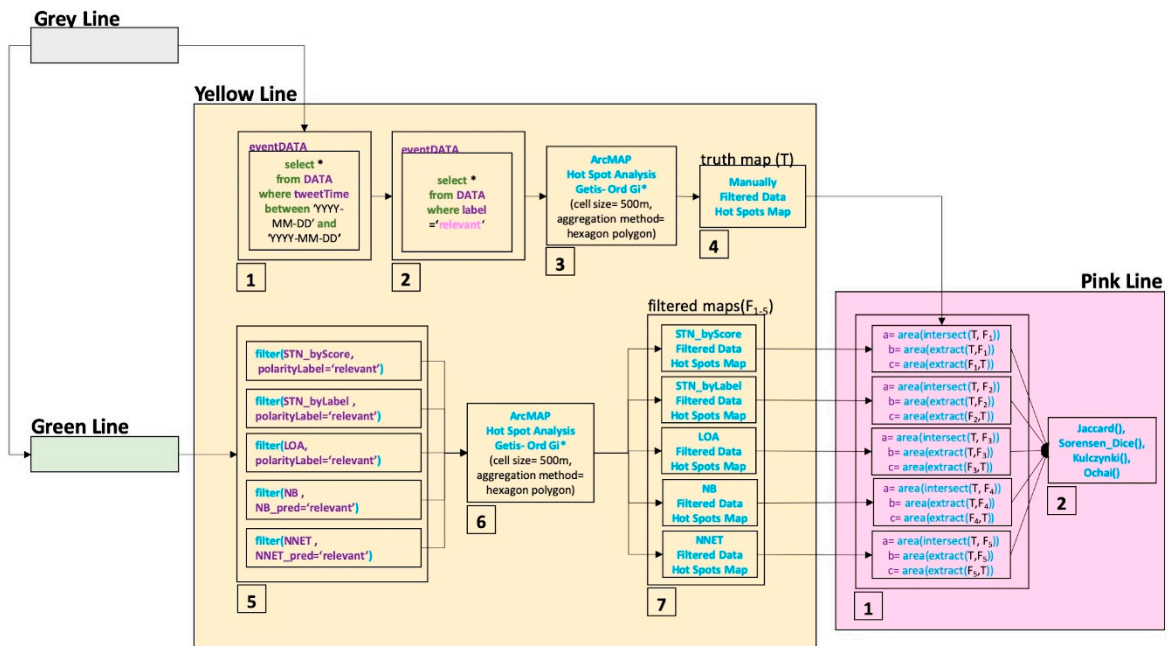 Grey Line
Yellow Line
eventDATA
select *
from DATA
where tweetTime
between ‘YYYY-
MM-DD’ and
‘YYYY-MM-DD’
1
eventDATA
select *
from DATA
where label
=‘relevant‘
2
ArcMAP
Hot Spot Analysis
Getis- Ord Gi*
(cell size= 500m,
aggregation method=
hexagon polygon)
3
truth map (T)
Manually
Filtered Data
Hot Spots Map
4
Green Line
filter(STN_byScore,
polarityLabel=‘relevant’)
filter(STN_byLabel ,
polarityLabel=‘relevant’)
filter(LOA,
polarityLabel=‘relevant’)
filter(NB ,
NB_pred=‘relevant’)
filter(NNET ,
NNET_pred=‘relevant’)
5
ArcMAP
Hot Spot Analysis
Getis- Ord Gi*
(cell size= 500m,
aggregation method=
hexagon polygon)
6
filtered maps(F1-5)
STN_byScore
Filtered Data
Hot Spots Map
STN_byLabel
Filtered Data
Hot Spots Map
LOA
Filtered Data
Hot Spots Map
NB
Filtered Data
Hot Spots Map
NNET
Filtered Data
Hot Spots Map
7
Pink Line
a= area(intersect(T, F1))
b= area(extract(T,F1))
c= area(extract(F1,T))
a= area(intersect(T, F2))
b= area(extract(T,F2))
c= area(extract(F2,T))
a= area(intersect(T, F3))
b= area(extract(T,F3))
c= area(extract(F3,T))
a= area(intersect(T, F4))
b= area(extract(T,F4))
c= area(extract(F4,T))
a= area(intersect(T, F5))
b= area(extract(T,F5))
c= area(extract(F5,T))
1
Jaccard(),
Sorensen_Dice(),
Kulczynki(),
Ochai()
2